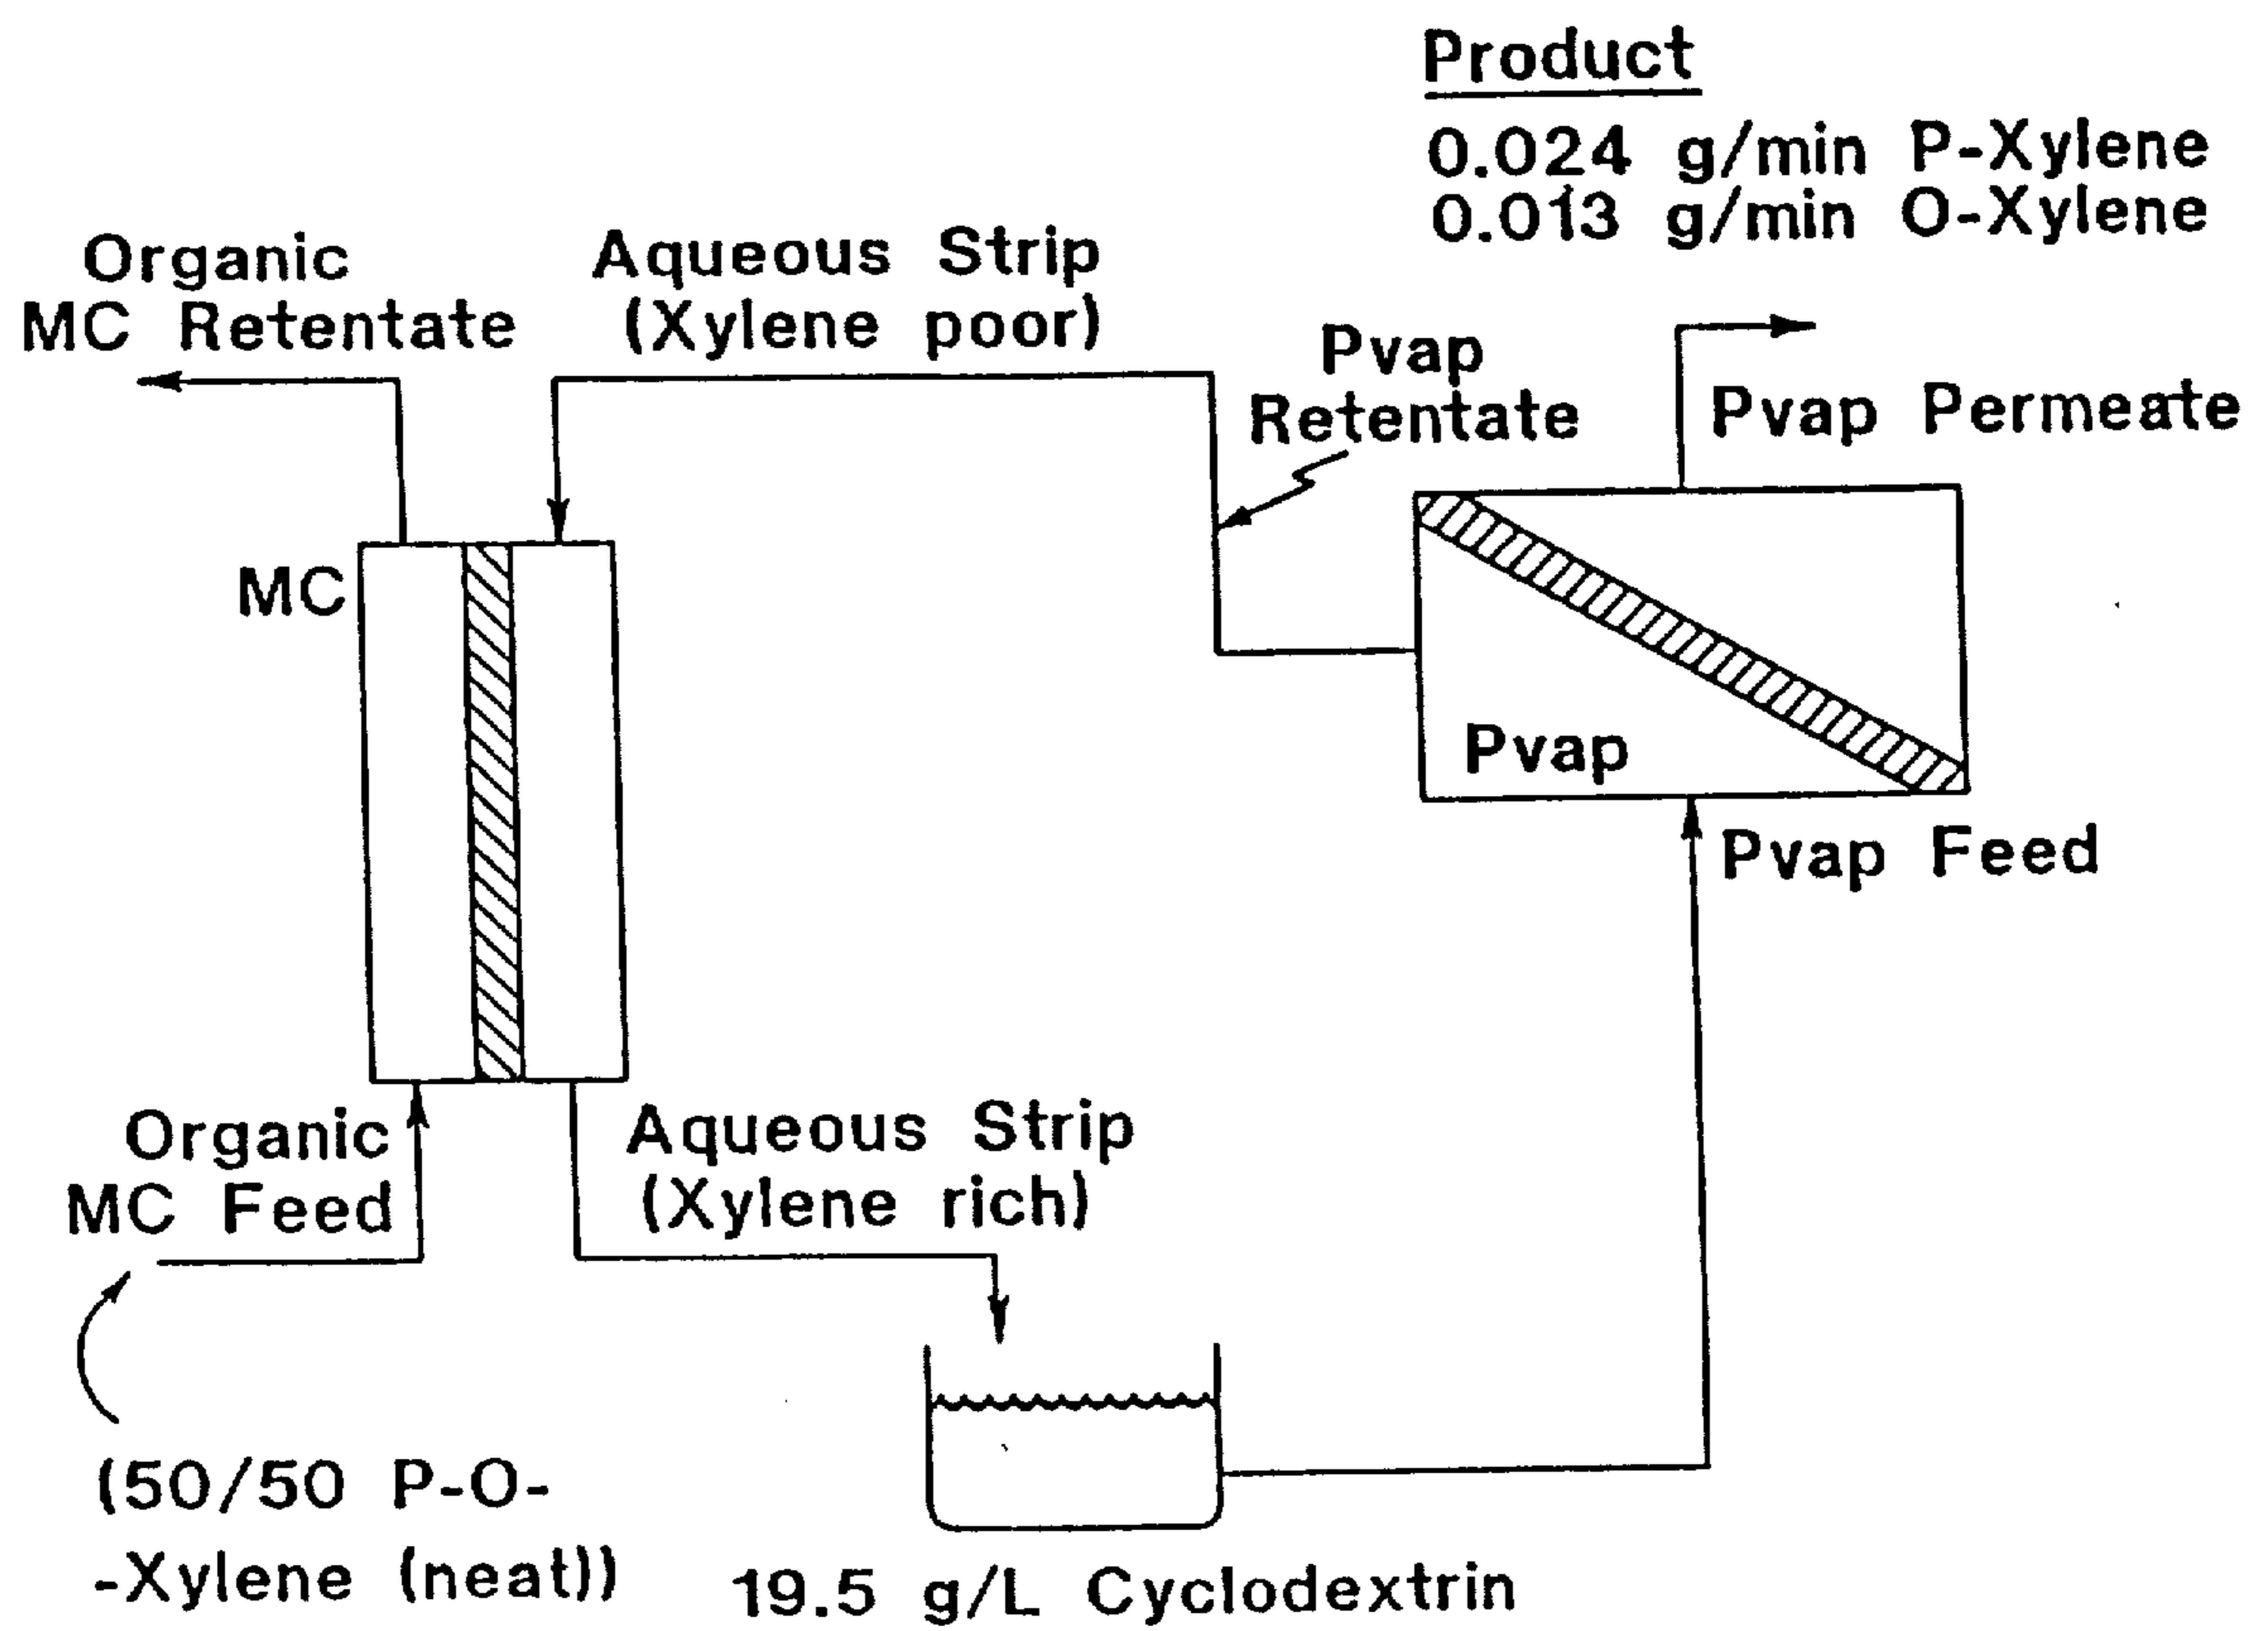 Product
0.024 g/min P-Xylene
0.013 g/min O-Xylene
Organic
MC Retentate
Aqueous Strip
(Xylene poor)
Pvap
Retentate
Pvap Permeate
MC
Pvap
Pvap Feed
Organic
MC Feed
Aqueous Strip
(Xylene rich)
(50/50 P-O-
-Xylene (neat))
19.5 g/L Cyclodextrin